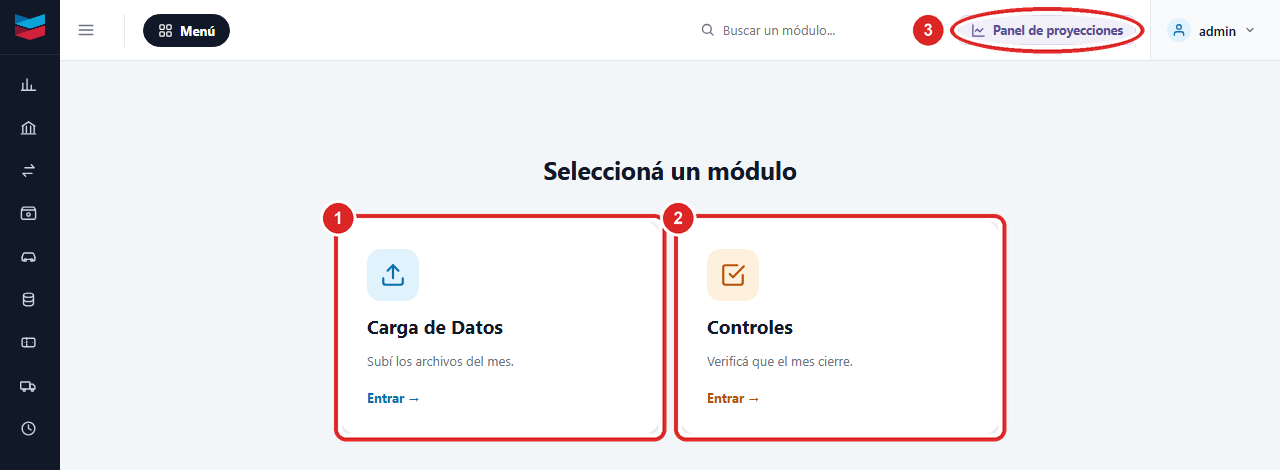 Menú
Buscar un módulo...
3
Panel de proyecciones
admin
Seleccioná un módulo
1
2
Carga de Datos
Subí los archivos del mes.
Entrar →
Controles
Verificá que el mes cierre.
Entrar →